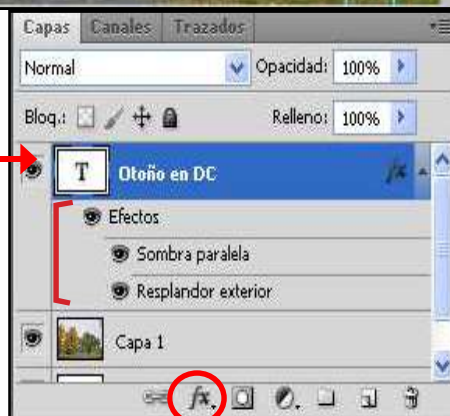 Capas Canales Trazados
Normal Opacidad: 100%
Bloq.: Relleno: 100%
T Otoño en DC fx
Efectos
Sombra paralela
Resplandor exterior
Capa 1
fx.